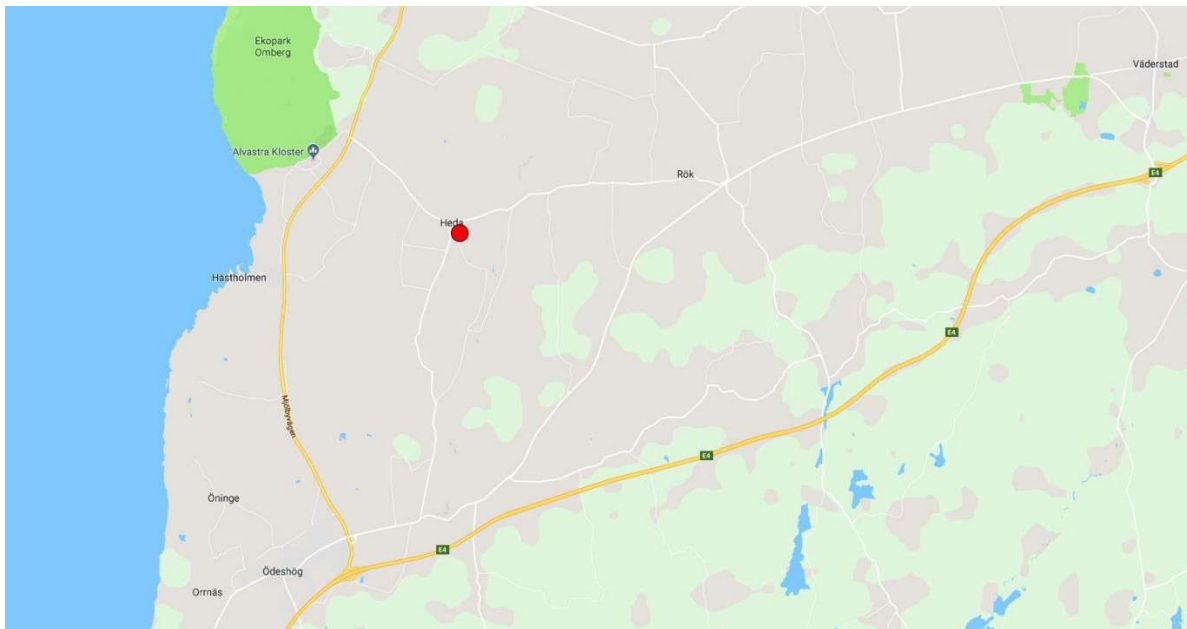 Ekopark
Omberg
Väderstad
Alvastra Kloster
Rök
E4
Heda
Hästholmen
E4
Mjölbyvägen
E4
Öninge
E4
Ödeshög
Orrnäs